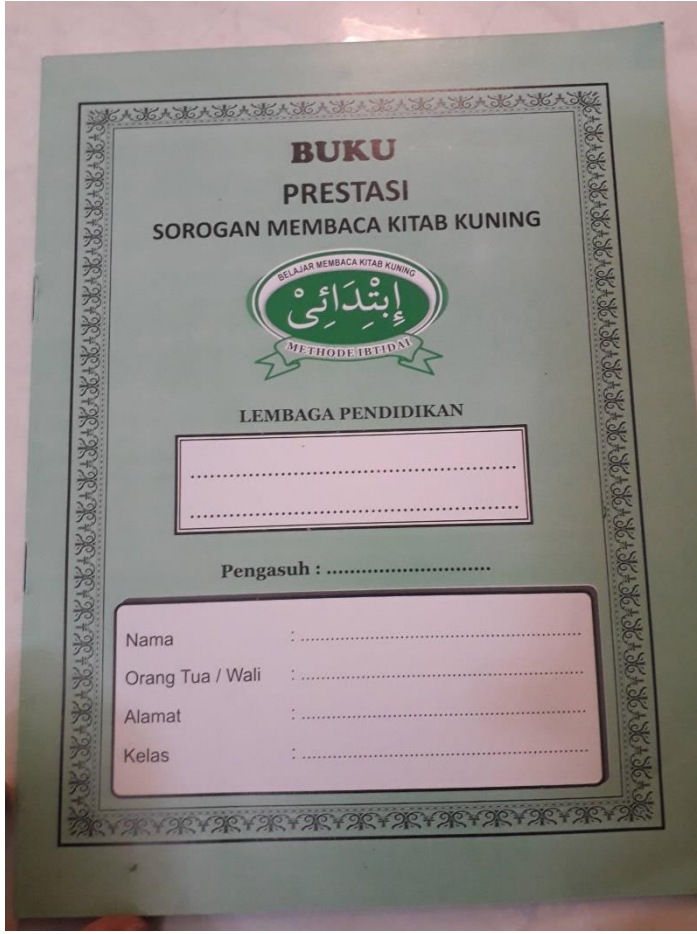 BUKU
PRESTASI
SOROGAN MEMBACA KITAB KUNING
BELAJAR MEMBACA KITAB KUNING
إِبْتِدَائِىْ
METHODE IBTIDAI
LEMBAGA PENDIDIKAN
..................................................
..................................................
Pengasuh : ............................
Nama : ..................................................
Orang Tua / Wali : ..................................................
Alamat : ..................................................
Kelas : ..................................................